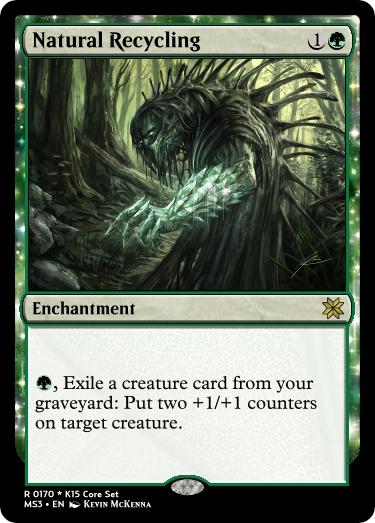 Natural Recycling 1
Enchantment
, Exile a creature card from your
graveyard: Put two +1/+1 counters
on target creature.
R 0170 * K15 Core Set
MS3 • EN Kevin McKenna